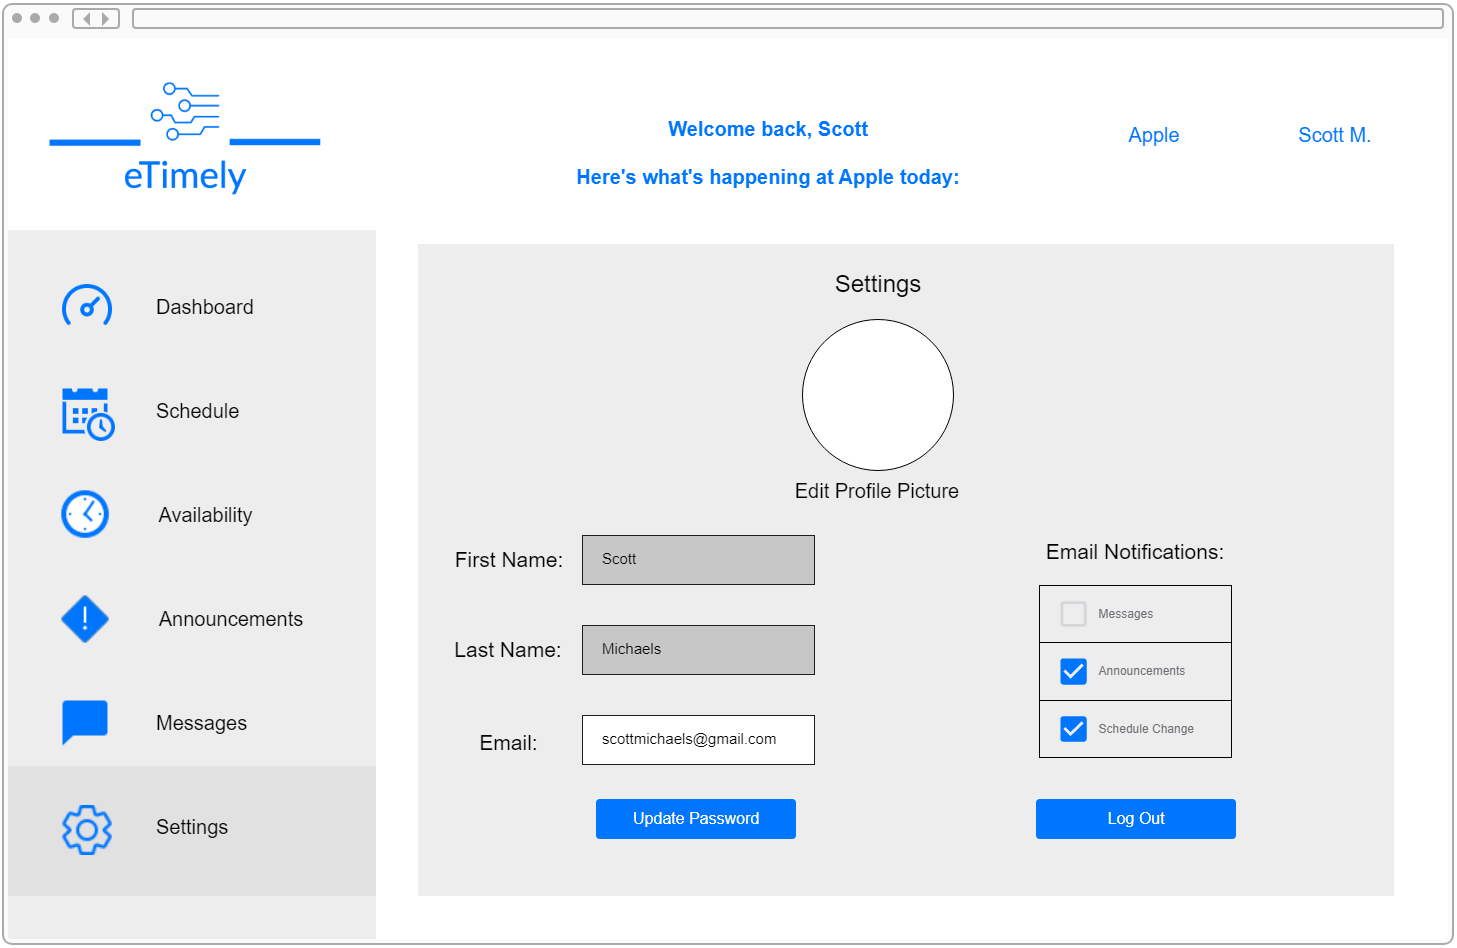 eTimely
Welcome back, Scott
Here's what's happening at Apple today:
Apple
Scott M.
Dashboard
Schedule
Availability
Announcements
Messages
Settings
Settings
Edit Profile Picture
First Name:
Scott
Last Name:
Michaels
Email:
scottmichaels@gmail.com
Update Password
Email Notifications:
Messages
Announcements
Schedule Change
Log Out